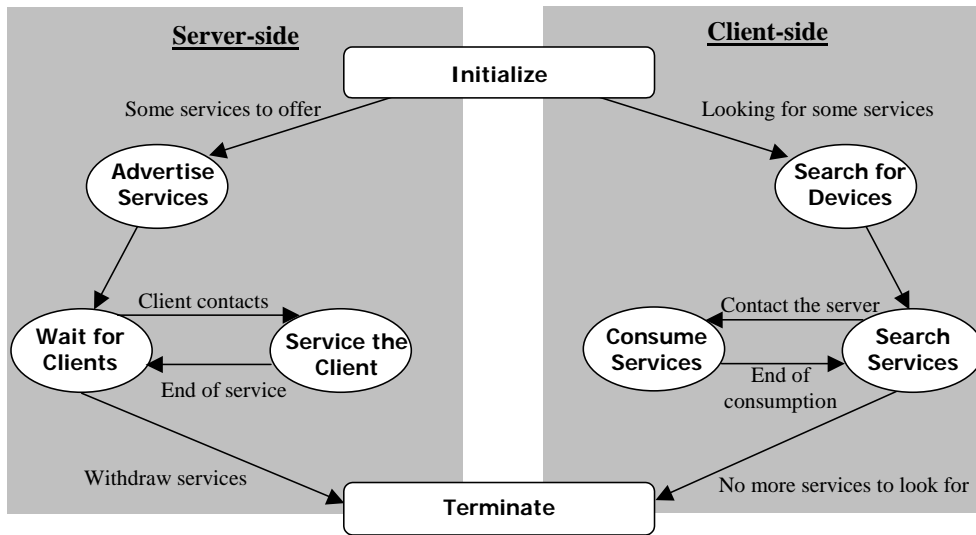 Server-side
Client-side
Initialize
Some services to offer
Looking for some services
Advertise
Services
Search for
Devices
Client contacts
Contact the server
Wait for
Clients
Service the
Client
Consume
Services
Search
Services
End of service
End of
consumption
Withdraw services
No more services to look for
Terminate